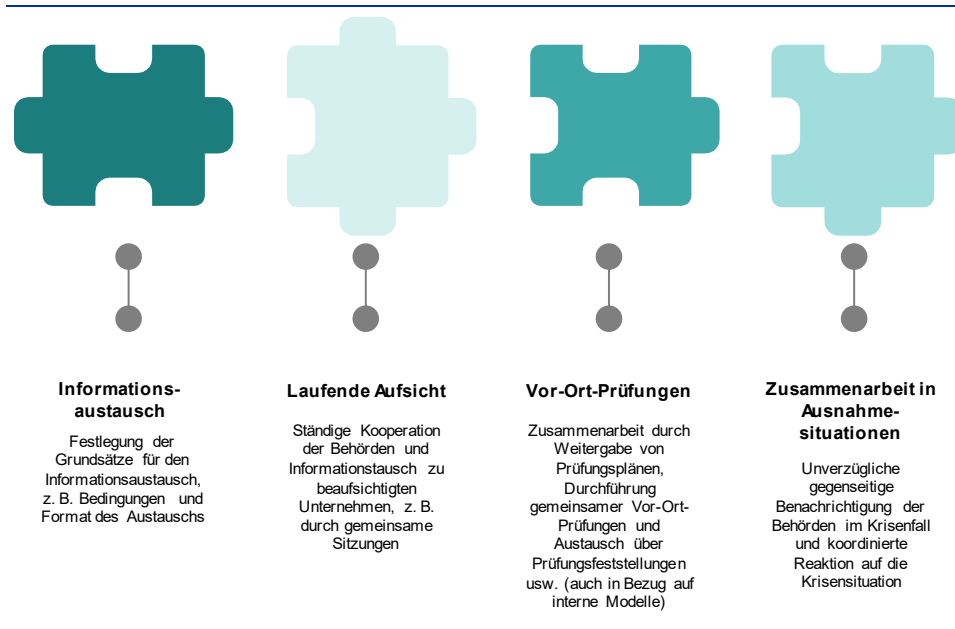 Informations-
austausch
Festlegung der
Grundsätze für den
Informationsaustausch,
z. B. Bedingungen und
Format des Austauschs
Laufende Aufsicht
Ständige Kooperation
der Behörden und
Informationstausch zu
beaufsichtigten
Unternehmen, z. B.
durch gemeinsame
Sitzungen
Vor-Ort-Prüfungen
Zusammenarbeit durch
Weitergabe von
Prüfungsplänen,
Durchführung
gemeinsamer Vor-Ort-
Prüfungen und
Austausch über
Prüfungsfeststellungen
usw. (auch in Bezug auf
interne Modelle)
Zusammenarbeit in
Ausnahme-
situationen
Unverzügliche
gegenseitige
Benachrichtigung der
Behörden im Krisenfall
und koordinierte
Reaktion auf die
Krisensituation